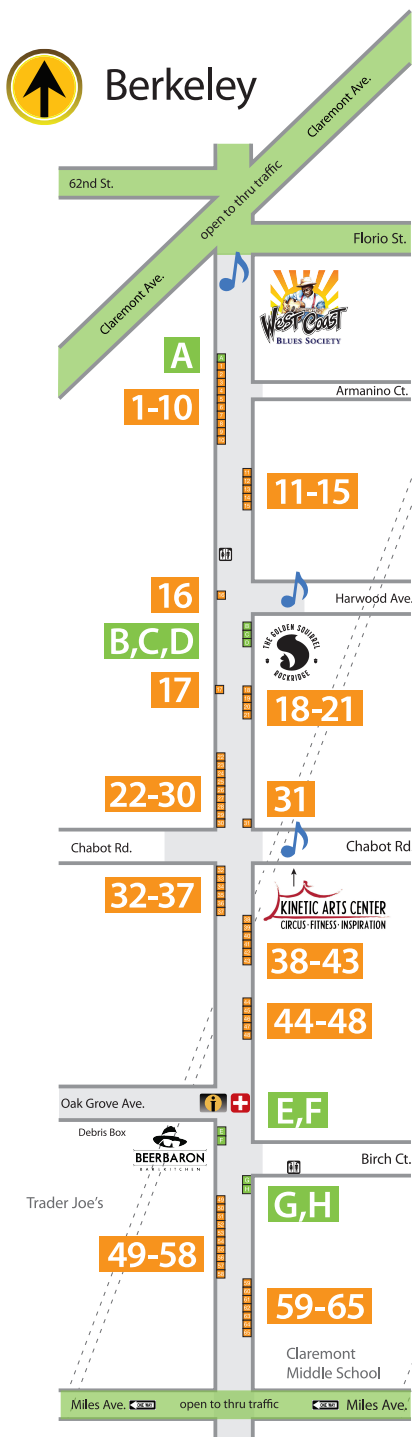 Berkeley
Claremont Ave.
62nd St.
open to thru traffic
Florio St.
Claremont Ave.
WEST COAST
BLUES SOCIETY
A
1-10
Armanino Ct.
11-15
16
Harwood Ave.
B,C,D
THE GOLDEN SQUIRREL
ROCKRIDGE
17
18-21
22-30
31
Chabot Rd.
Chabot Rd
32-37
KINETIC ARTS CENTER
CIRCUS·FITNESS·INSPIRATION
38-43
44-48
Oak Grove Ave.
E,F
Debris Box
BEERBARON
Birch Ct.
Trader Joe's
G,H
49-58
59-65
Claremont
Middle School
Miles Ave.
ONE WAY
open to thru traffic
ONE WAY
Miles Ave.